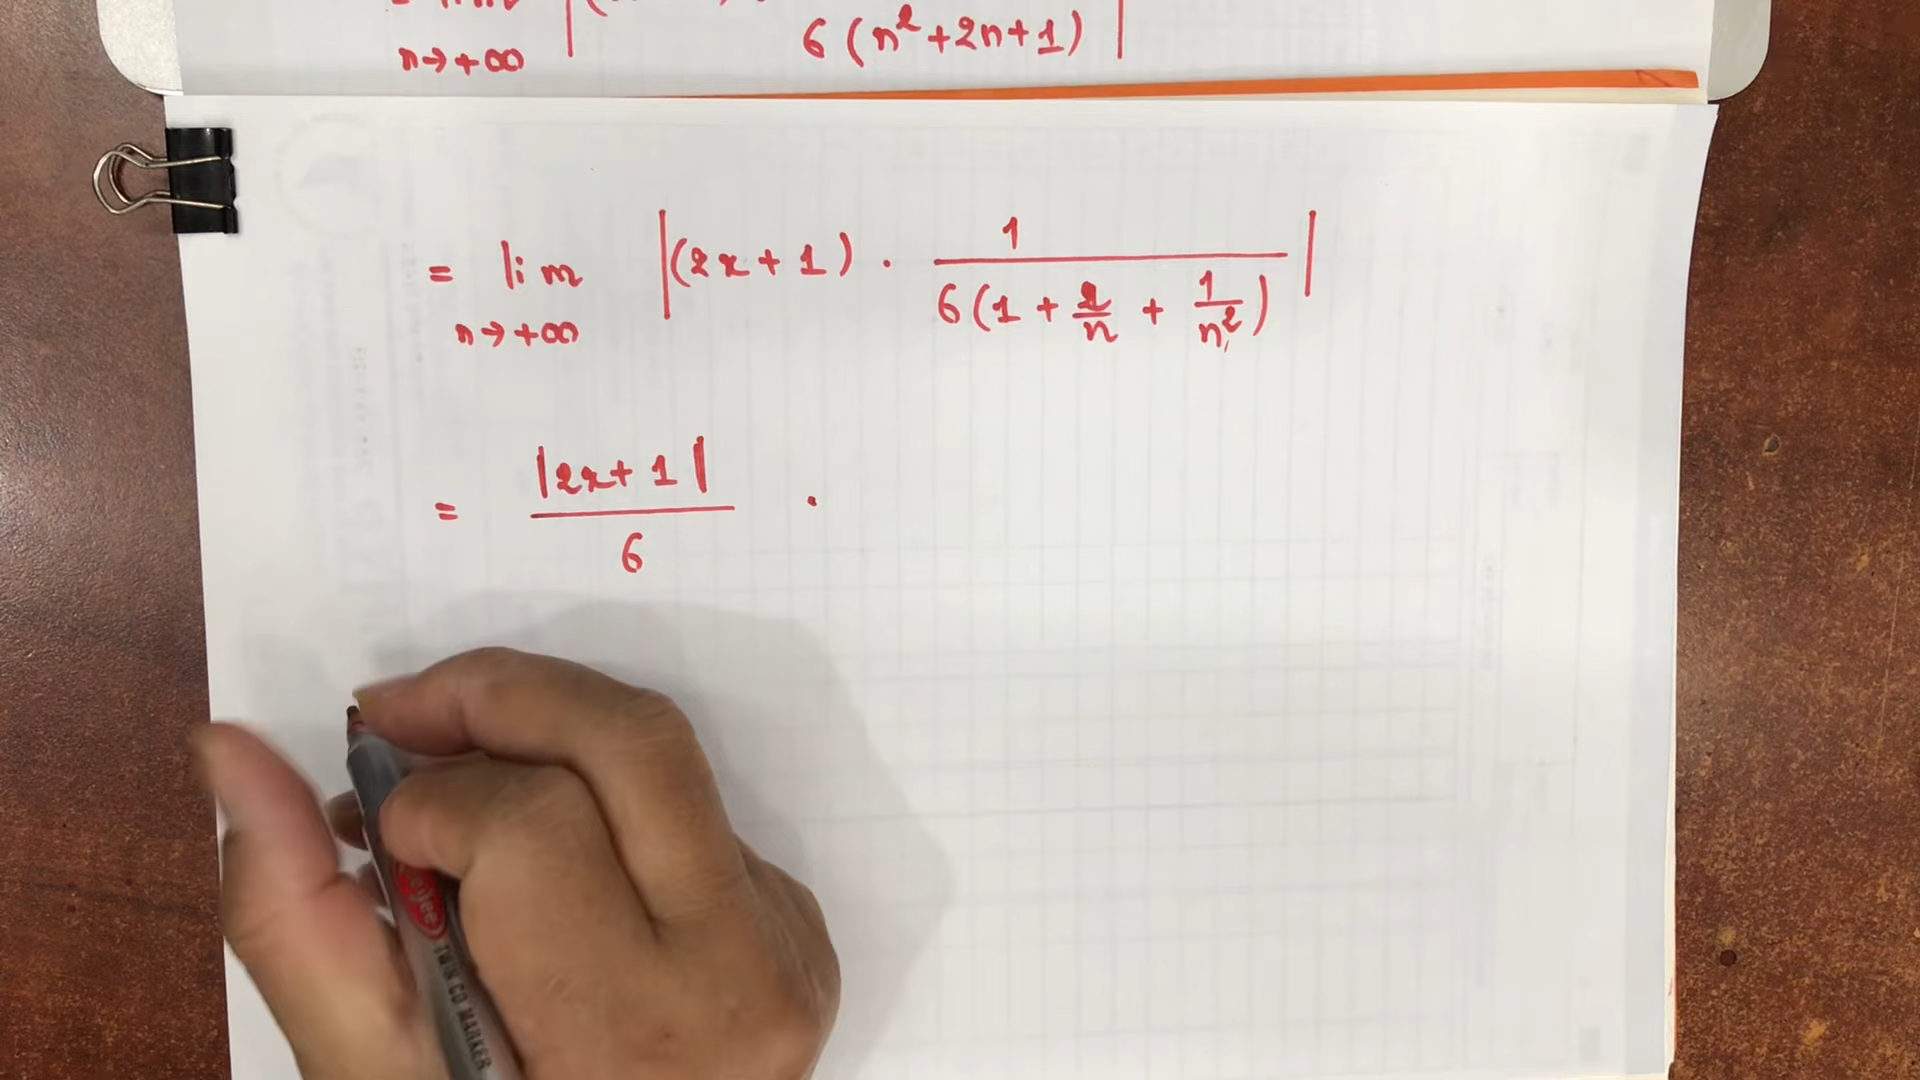 n→+∞ | 6(n²+2n+1) |
= lim |(2x+1) · 1/(6(1 + 2/n + 1/n²))|
n→+∞
= |2x+1|/6 ·
TWIN CD MARKER